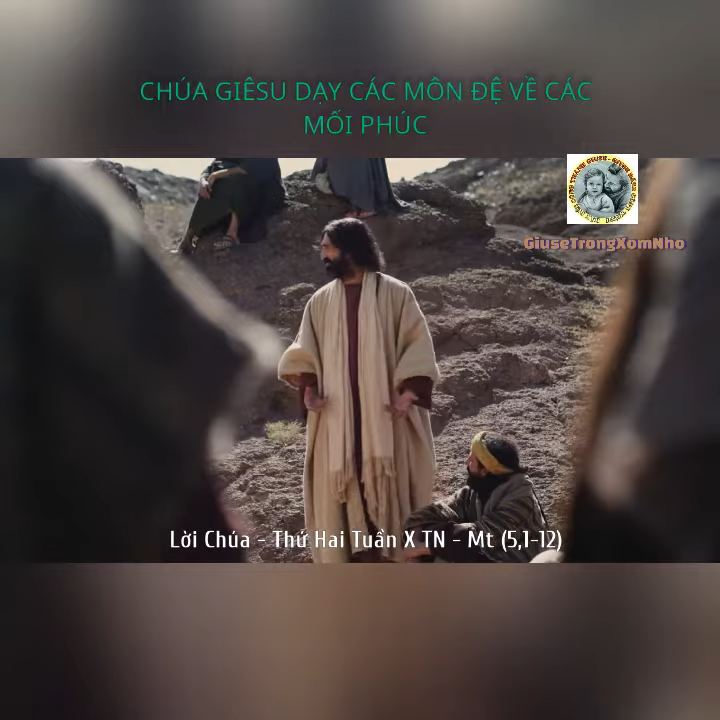 CHÚA GIÊSU DẠY CÁC MÔN ĐỆ VỀ CÁC
MỐI PHÚC
GiuseTrongXomNho
Lời Chúa - Thứ Hai Tuần X TN - Mt (5,1-12)